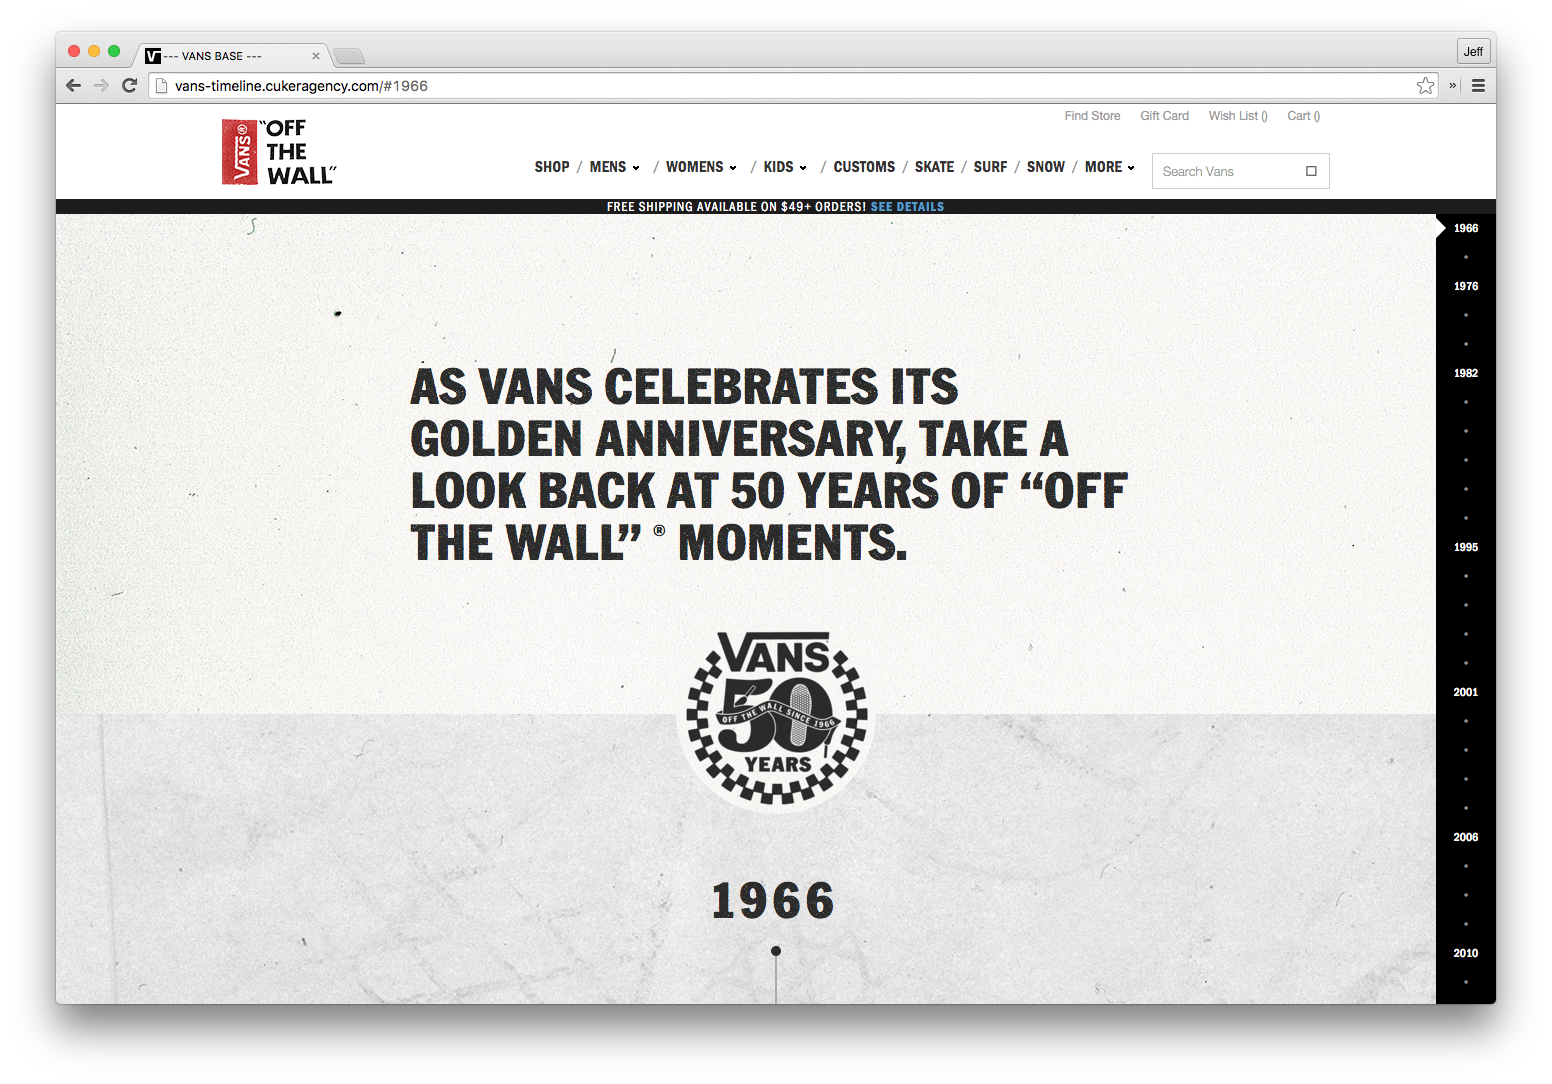 --- VANS BASE ---
Jeff
vans-timeline.cukeragency.com/#1966
»
Find Store Gift Card Wish List () Cart ()
VANS® “OFF
THE
WALL”
SHOP / MENS / WOMENS / KIDS / CUSTOMS / SKATE / SURF / SNOW / MORE
Search Vans
FREE SHIPPING AVAILABLE ON $49+ ORDERS! SEE DETAILS
AS VANS CELEBRATES ITS
GOLDEN ANNIVERSARY, TAKE A
LOOK BACK AT 50 YEARS OF “OFF
THE WALL” ® MOMENTS.
VANS
50
OFF THE WALL SINCE 1966
YEARS
1966
1966
1976
1982
1995
2001
2006
2010